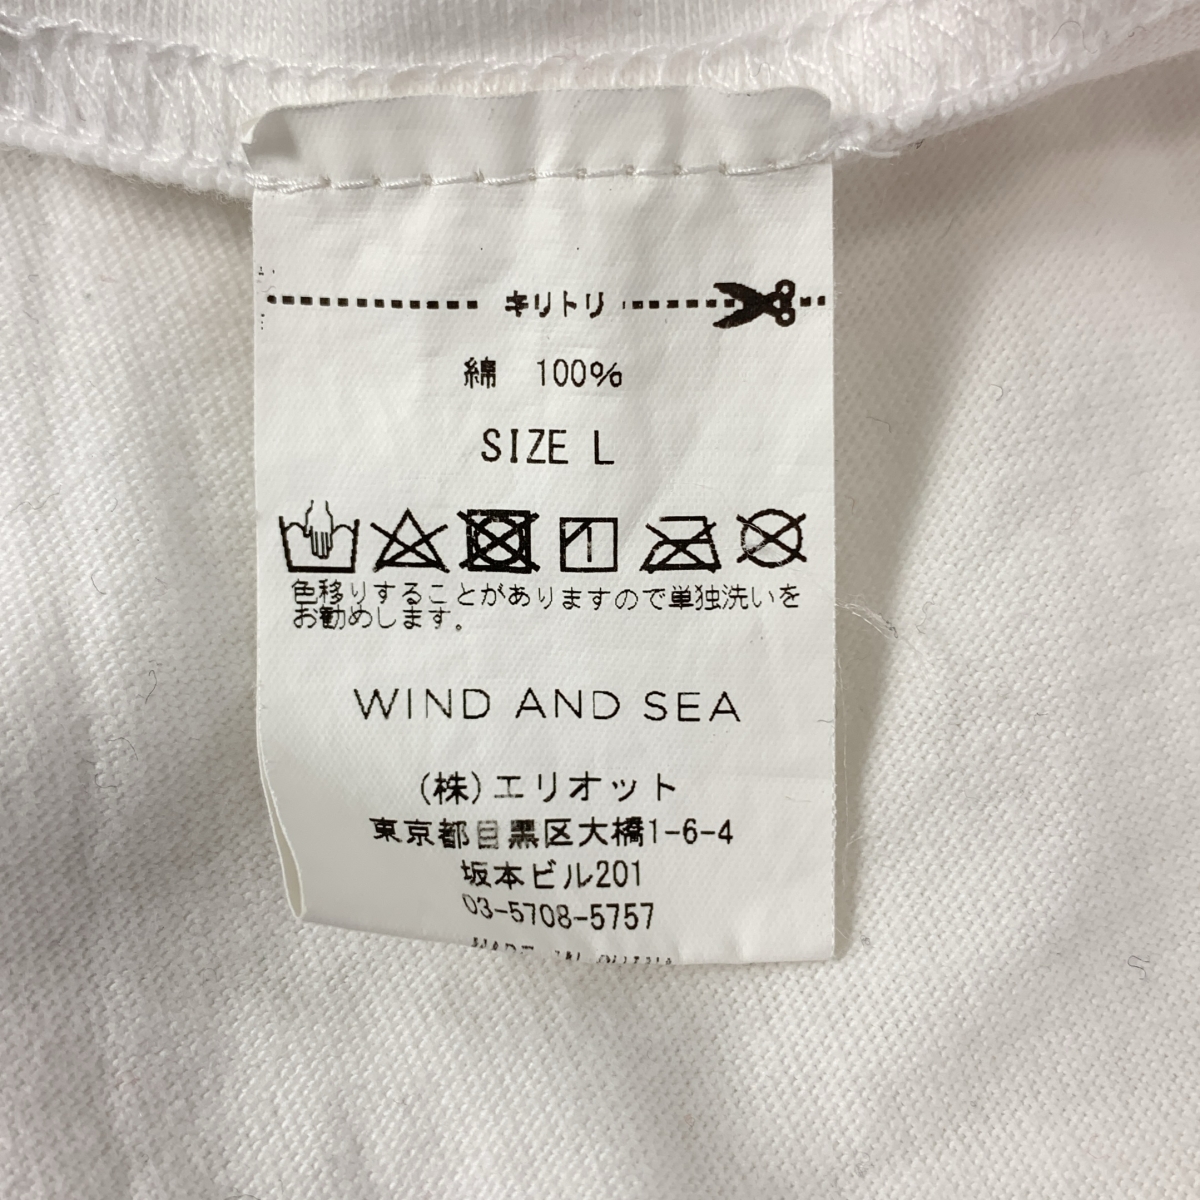 キリトリ
綿　100%
SIZE L
色移りすることがありますので単独洗いを
お勧めします。
WIND AND SEA
(株)エリオット
東京都目黒区大橋1-6-4
坂本ビル201
03-5708-5757
MADE IN